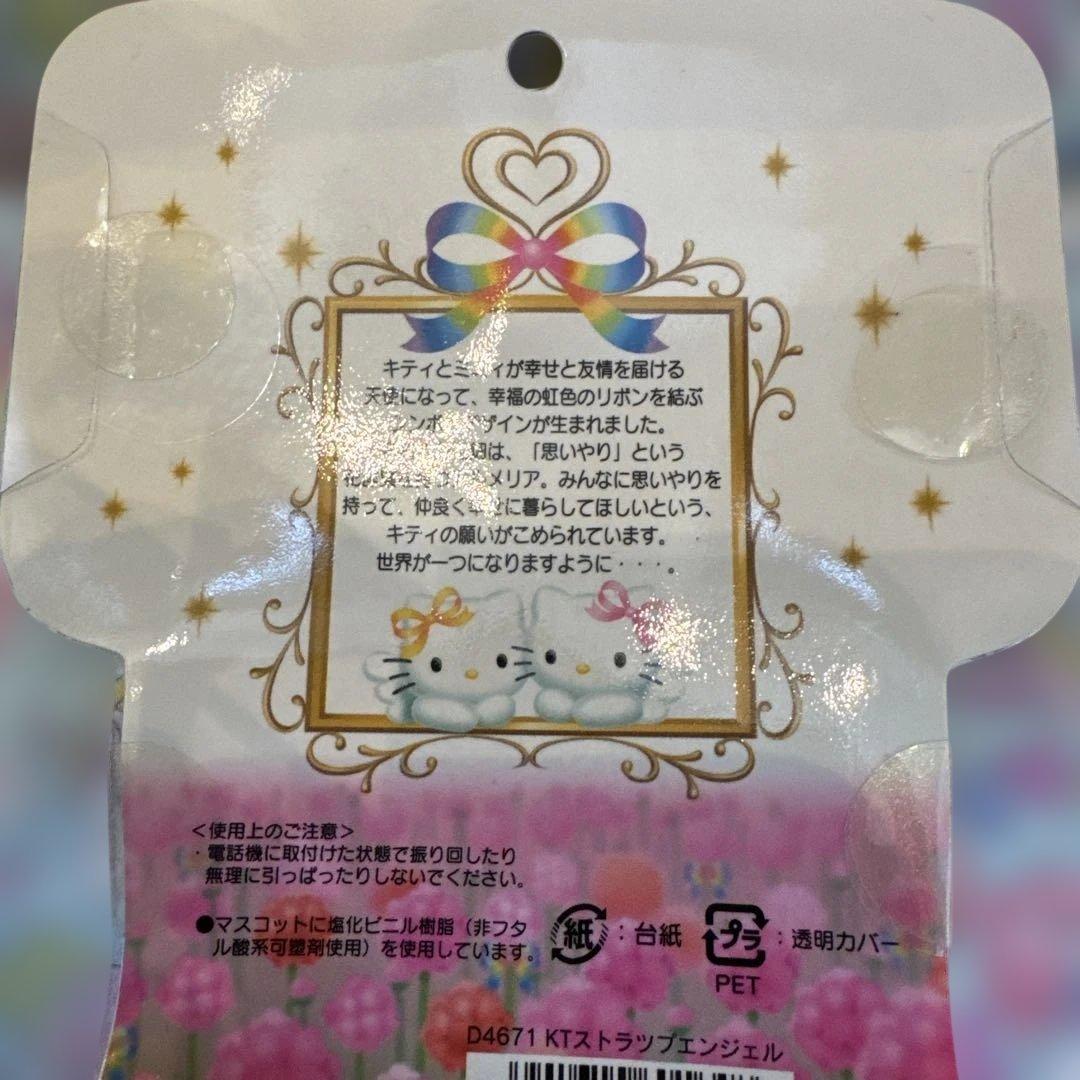 キティとミミィが幸せと友情を届ける
天使になって、幸福の虹色のリボンを結ぶ
デザインが生まれました。
は、「思いやり」という
メリア。みんなに思いやりを
持って、仲良く幸せに暮らしてほしいという、
キティの願いがこめられています。
世界が一つになりますように・・・。
＜使用上のご注意＞
・電話機に取付けた状態で振り回したり
無理に引っぱったりしないでください。
●マスコットに塩化ビニル樹脂（非フタ
ル酸系可塑剤使用）を使用しています。
紙：台紙
プラ：透明カバー
PET
D4671 KTストラップエンジェル